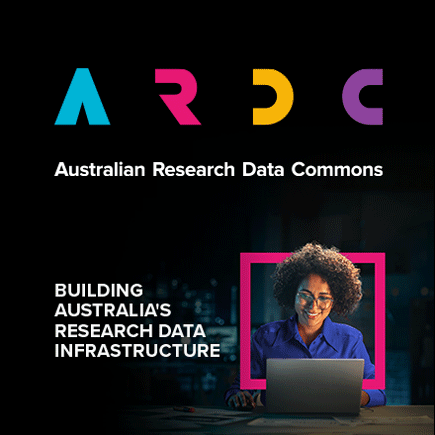 ARDC
Australian Research Data Commons
BUILDING
AUSTRALIA'S
RESEARCH DATA
INFRASTRUCTURE